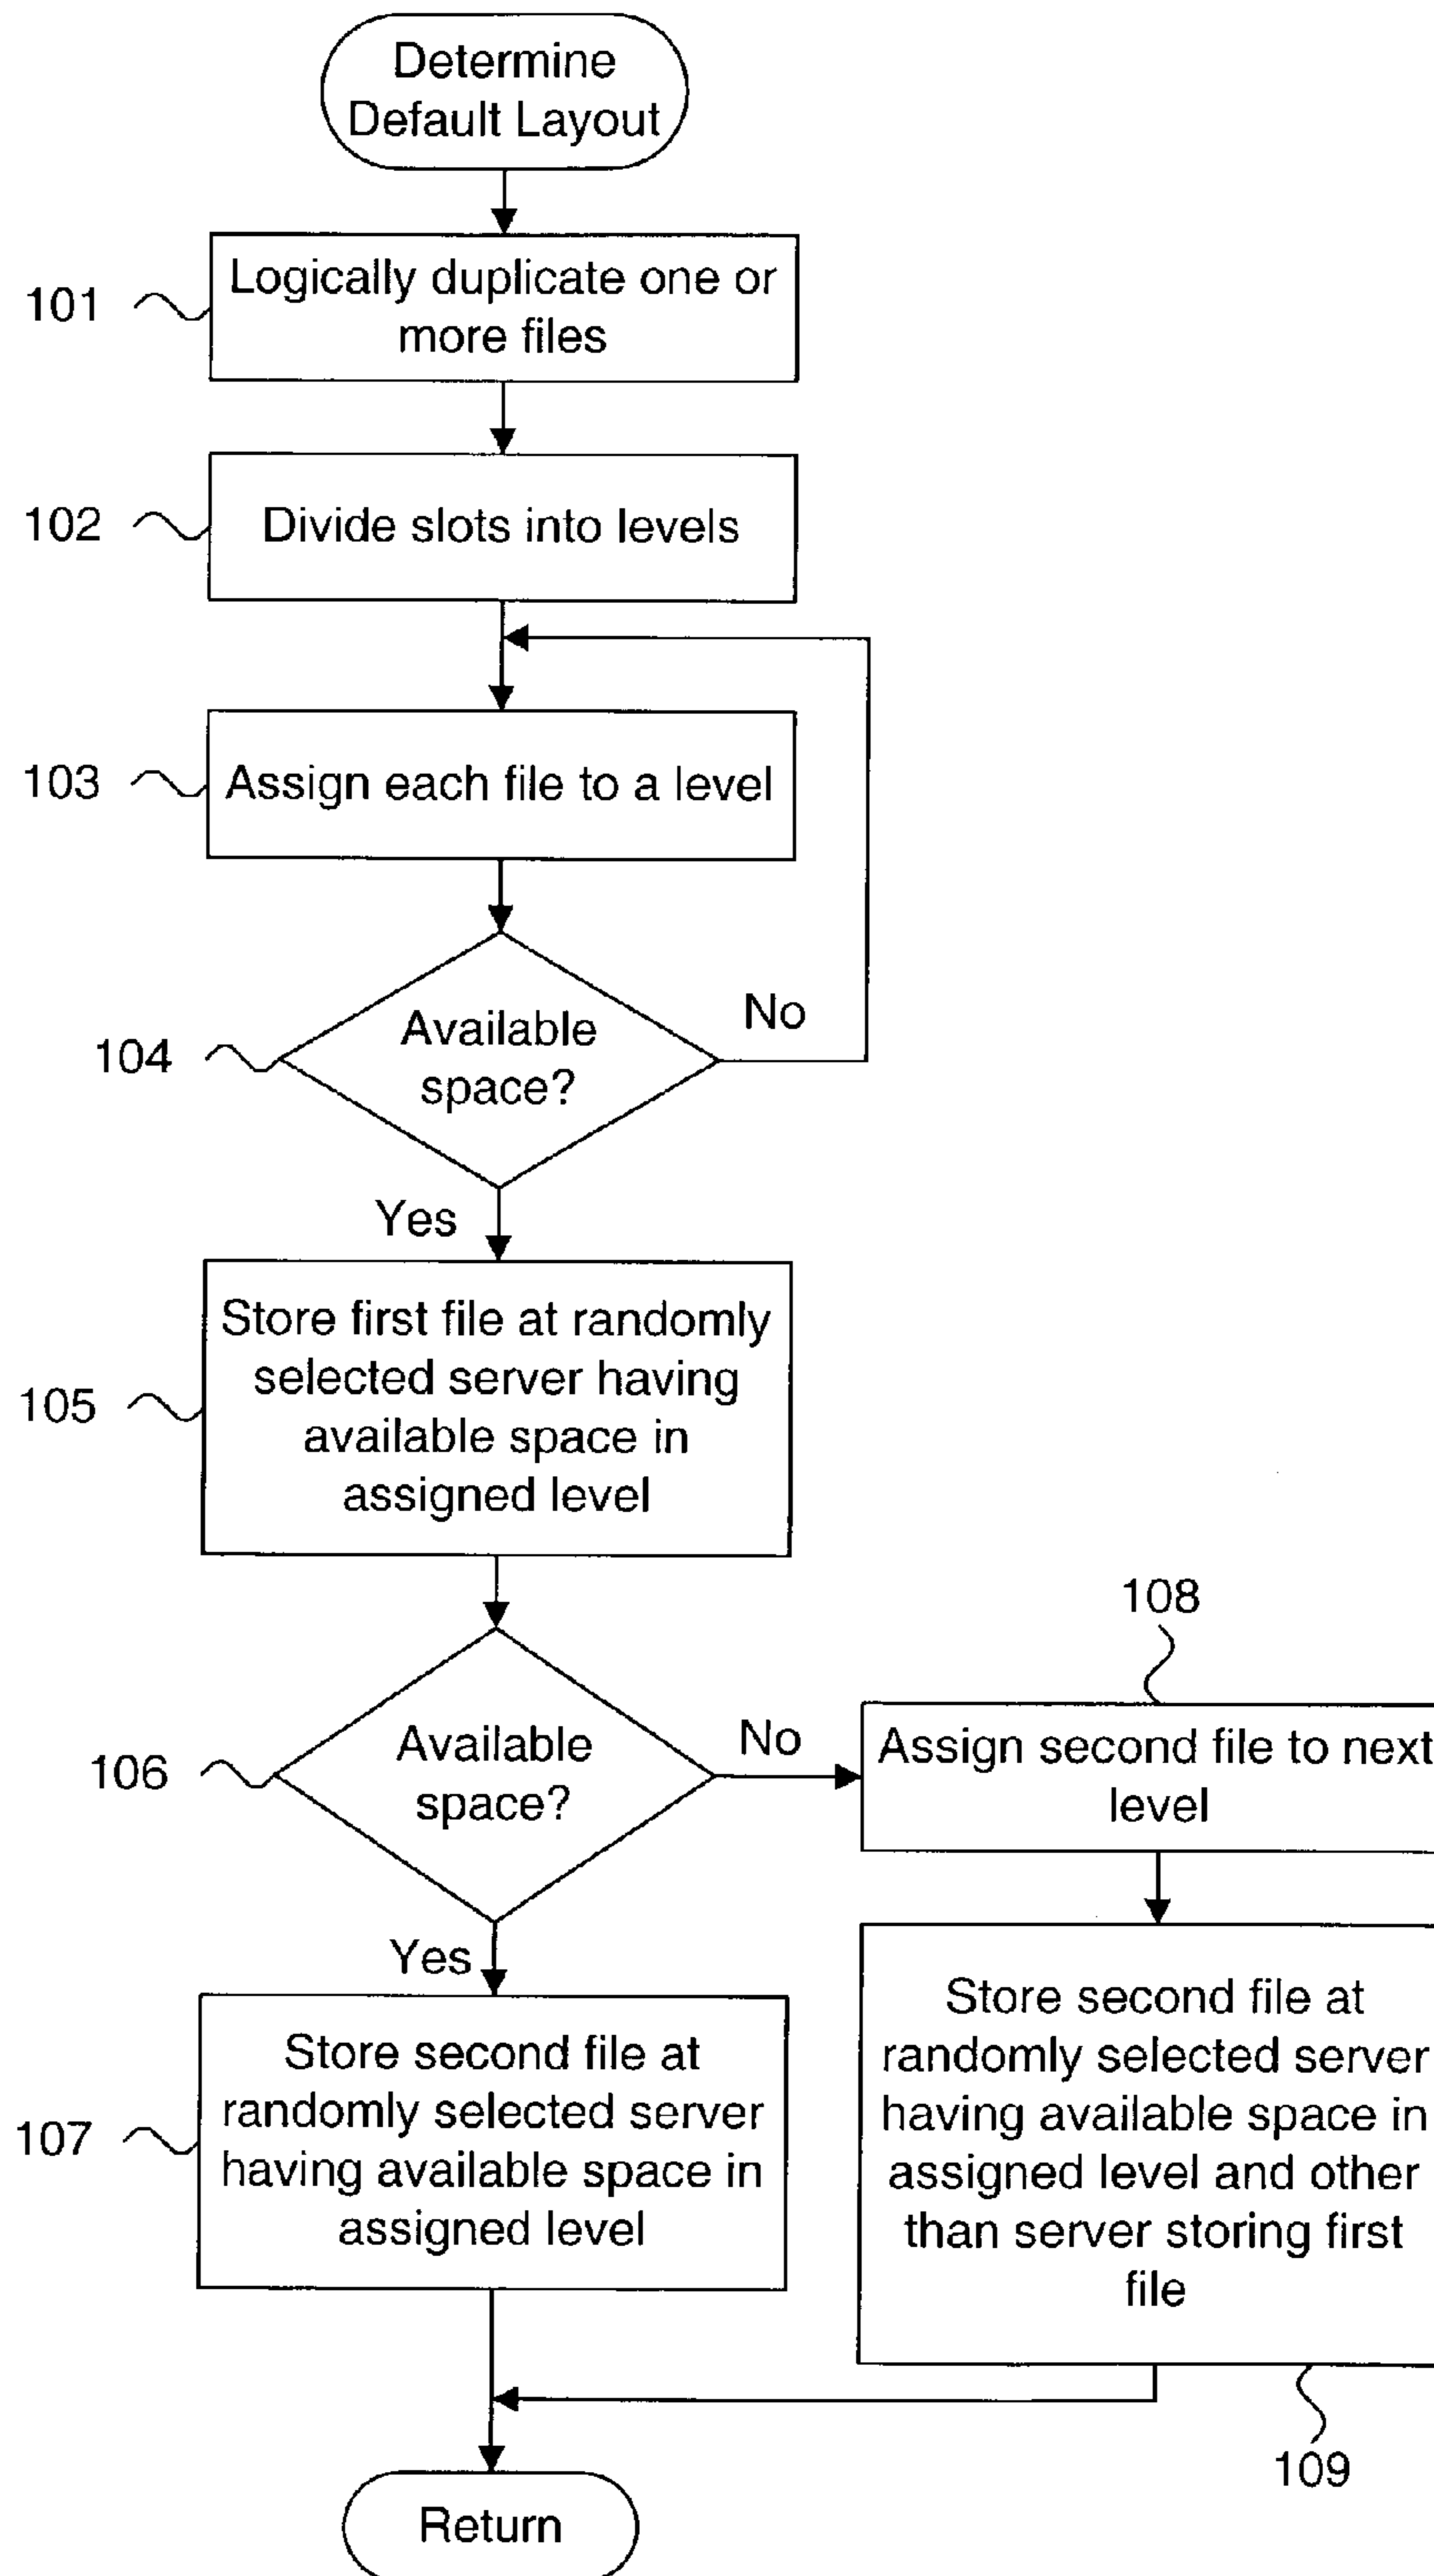 Determine
Default Layout
101
Logically duplicate one or
more files
102
Divide slots into levels
103
Assign each file to a level
104
Available
space?
No
Yes
105
Store first file at randomly
selected server having
available space in
assigned level
106
Available
space?
No
108
Assign second file to next
level
Yes
107
Store second file at
randomly selected server
having available space in
assigned level
Store second file at
randomly selected server
having available space in
assigned level and other
than server storing first
file
109
Return